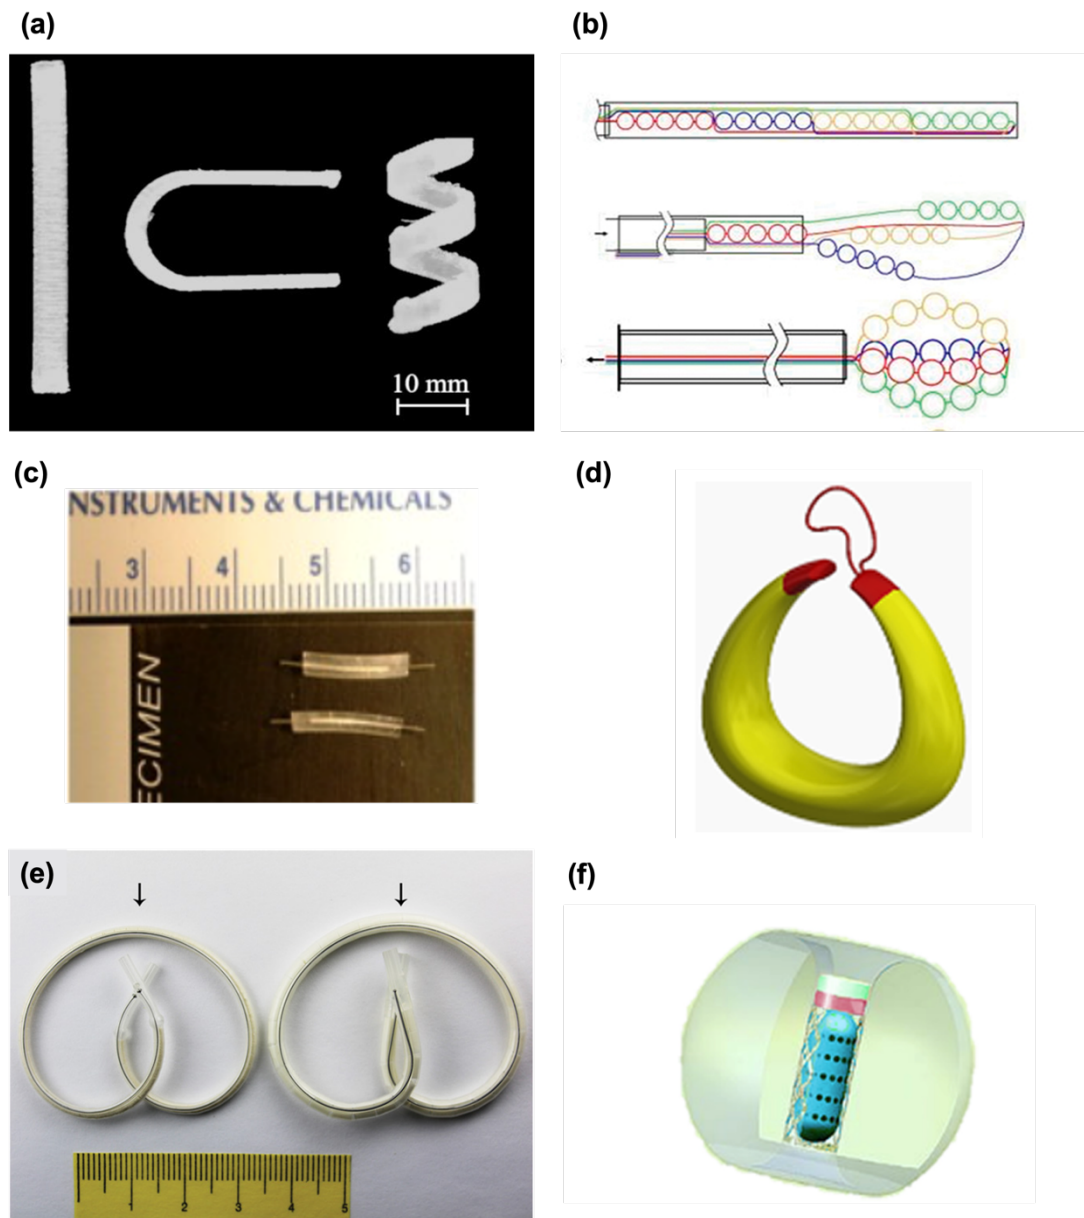 (a)
(b)
10 mm
(c)
(d)
NSTRUMENTS & CHEMICALS
3 4 5 6
ECIMEN
(e)
(f)
1 2 3 4 5